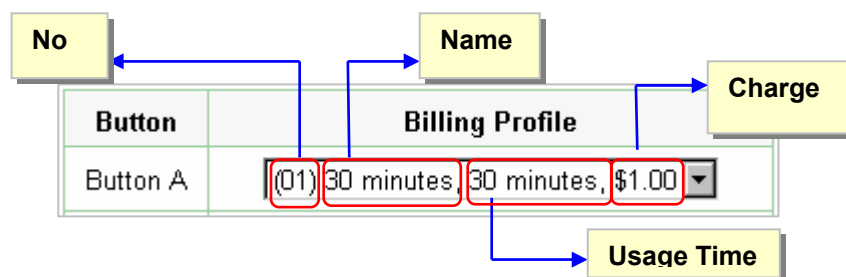 No
Name
Charge
Button
Billing Profile
Button A
(01) 30 minutes, 30 minutes, $1.00
Usage Time